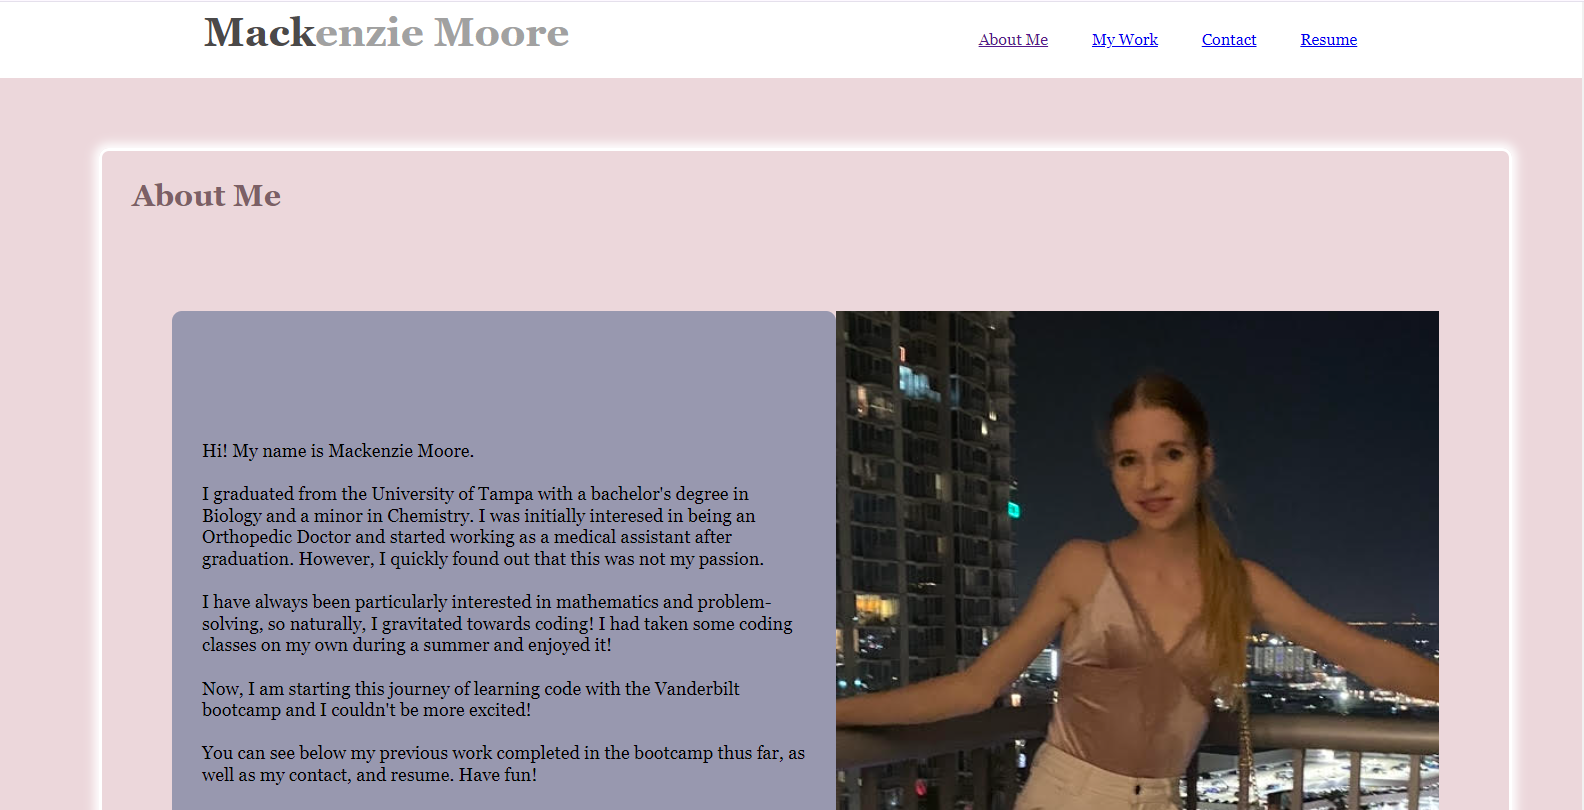 Mackenzie Moore
About Me My Work Contact Resume
About Me
Hi! My name is Mackenzie Moore.
I graduated from the University of Tampa with a bachelor's degree in
Biology and a minor in Chemistry. I was initially interesed in being an
Orthopedic Doctor and started working as a medical assistant after
graduation. However, I quickly found out that this was not my passion.
I have always been particularly interested in mathematics and problem-
solving, so naturally, I gravitated towards coding! I had taken some coding
classes on my own during a summer and enjoyed it!
Now, I am starting this journey of learning code with the Vanderbilt
bootcamp and I couldn't be more excited!
You can see below my previous work completed in the bootcamp thus far, as
well as my contact, and resume. Have fun!